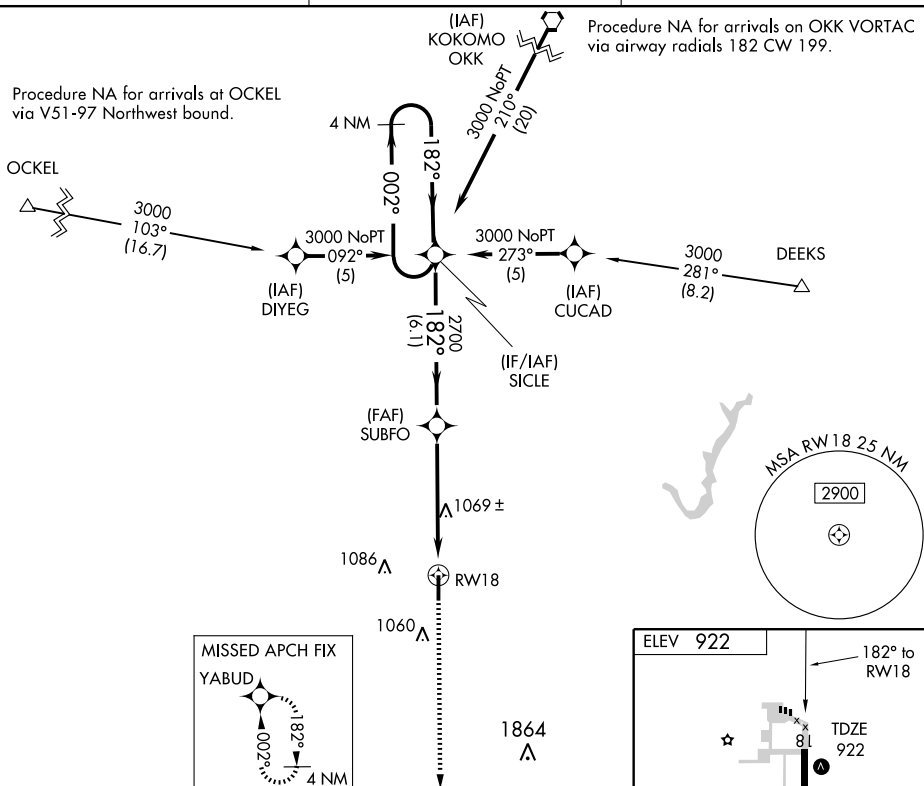 (IAF)
KOKOMO
OKK
Procedure NA for arrivals on OKK VORTAC
via airway radials 182 CW 199.
Procedure NA for arrivals at OCKEL
via V51-97 Northwest bound.
3000 NoPT
210°
(20)
4 NM
182°
002°
OCKEL
3000
103°
(16.7)
3000 NoPT
092°
(5)
(IAF)
DIYEG
3000 NoPT
273°
(5)
(IAF)
CUCAD
3000
281°
(8.2)
DEEKS
2700
182°
(6.1)
(IF/IAF)
SICLE
(FAF)
SUBFO
MSA RW18 25 NM
2900
1069 ±
1086
RW18
1060
MISSED APCH FIX
YABUD
182°
002°
4 NM
1864
ELEV 922
182° to
RW18
TDZE
922
18
x x
A